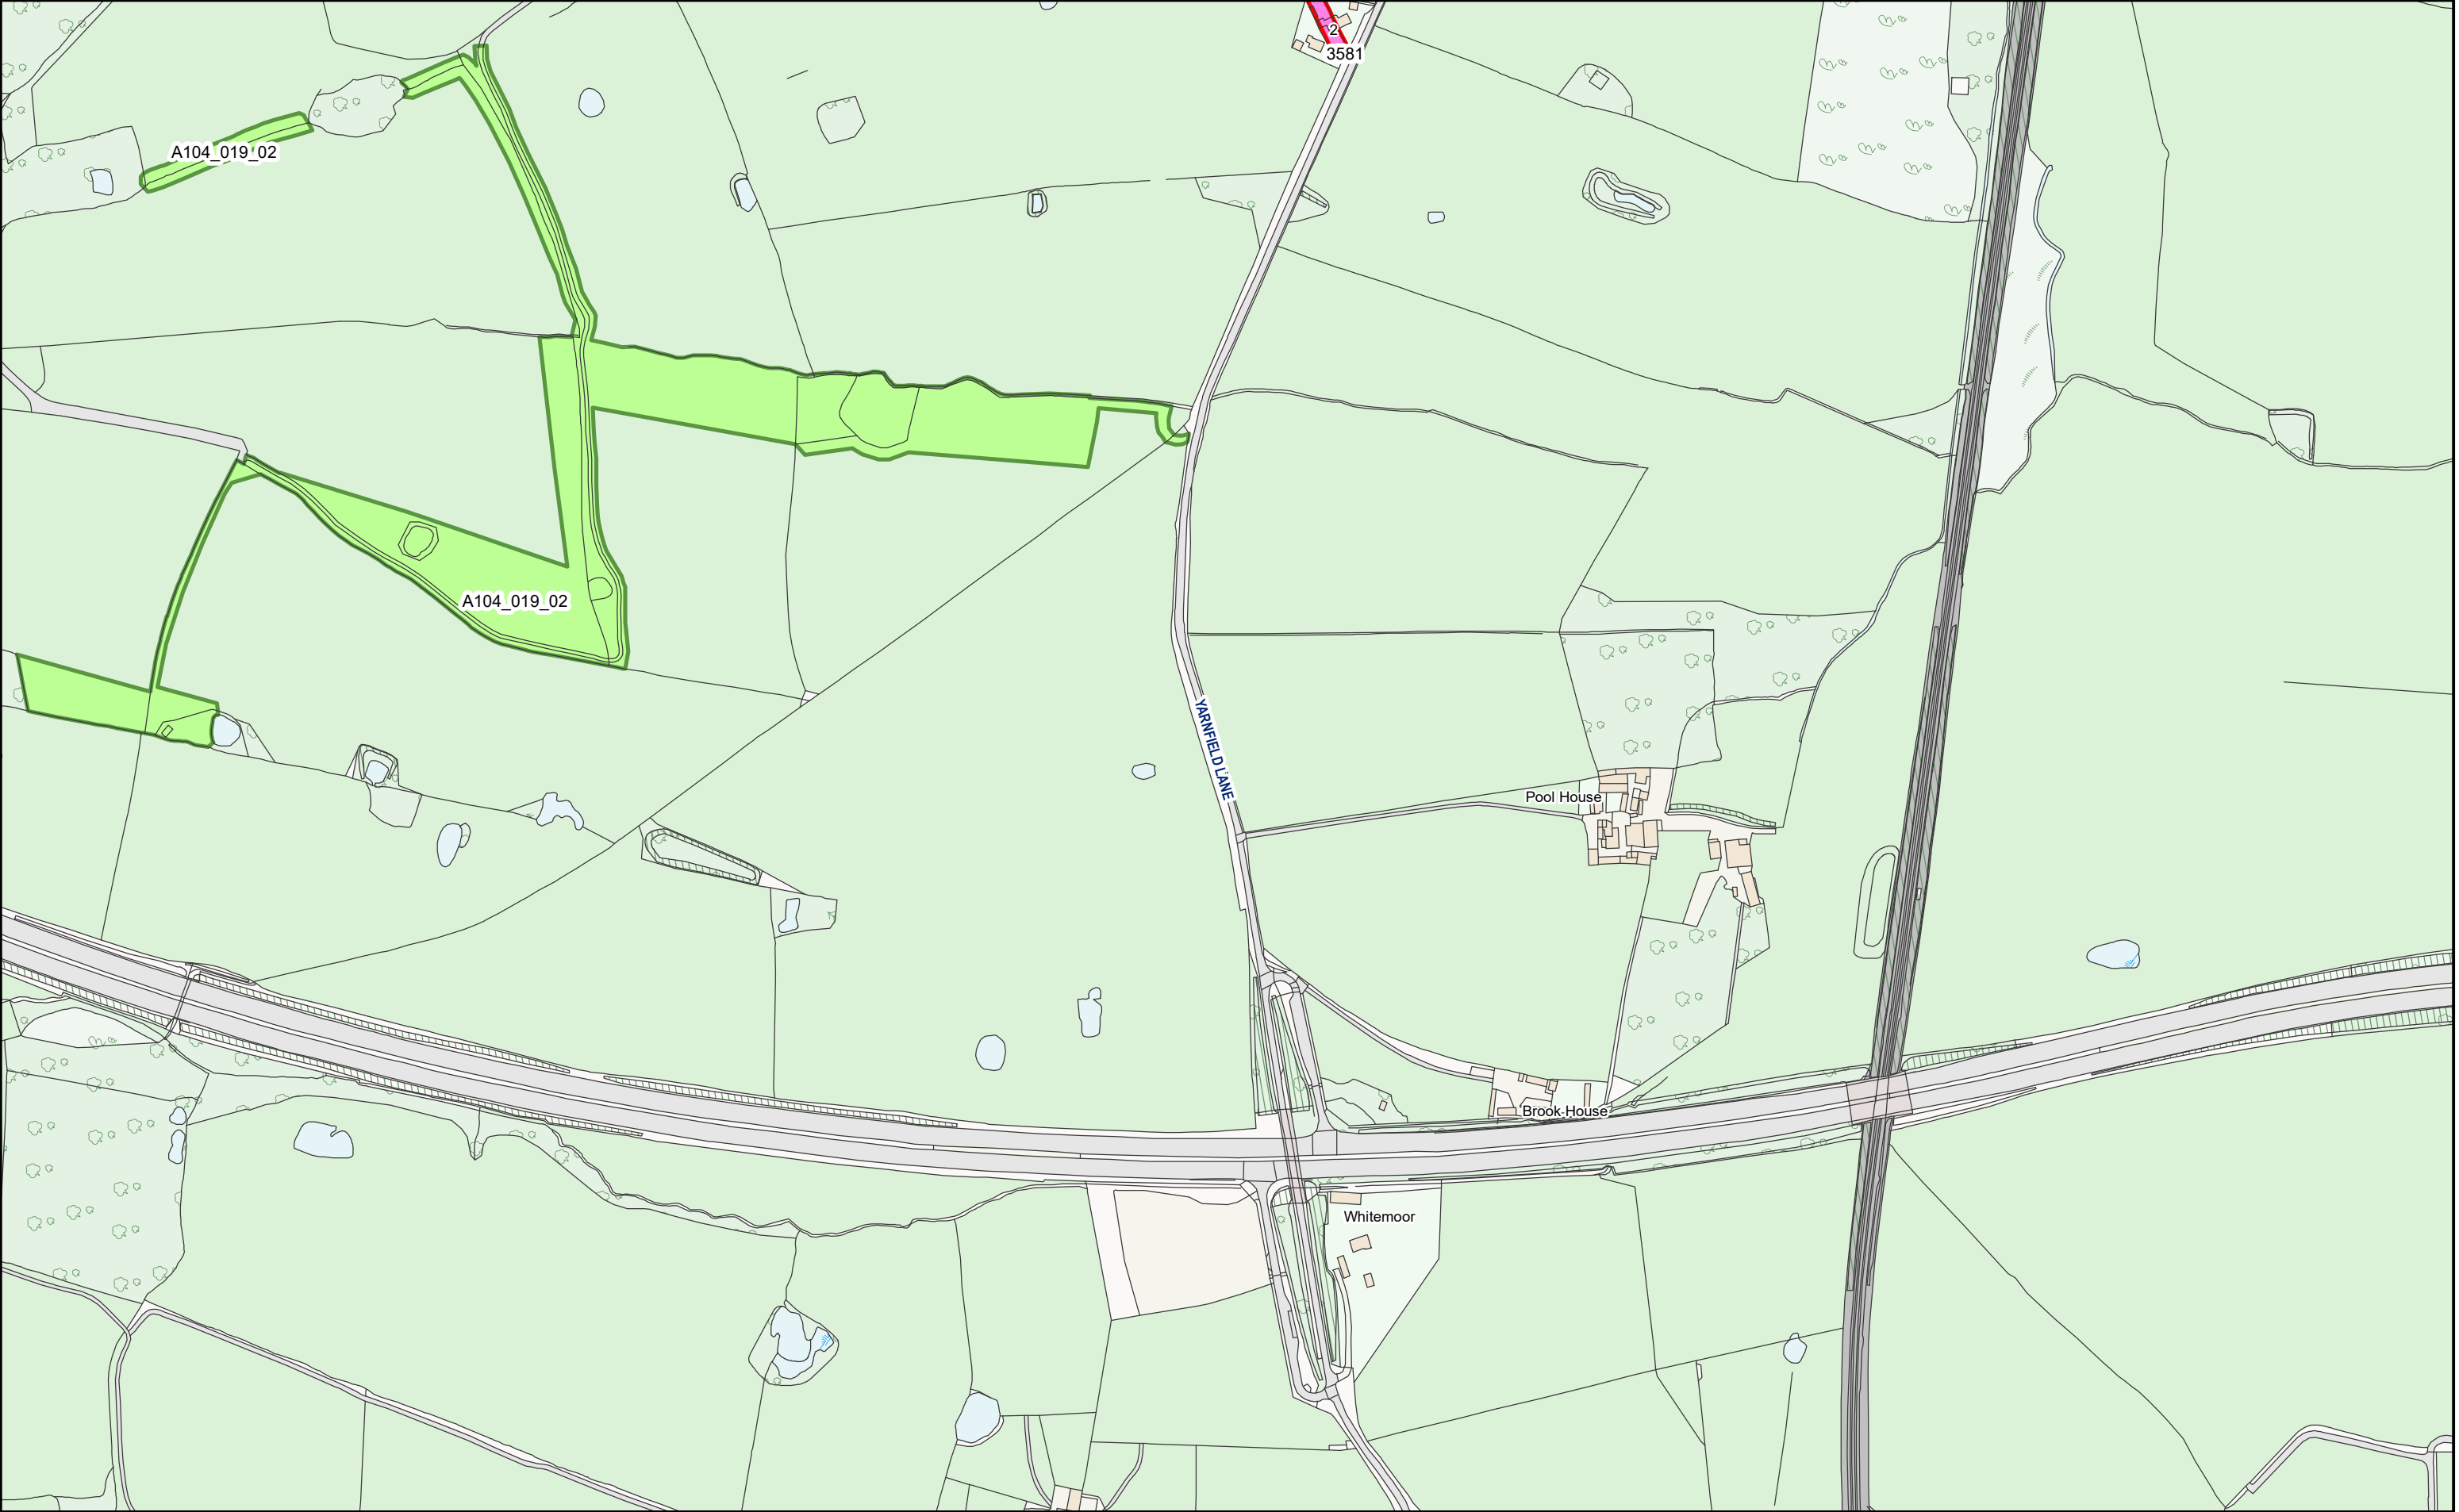 2
3581
A104_019_02
A104_019_02
YARNFIELD LANE
Pool House
Brook House
Whitemoor